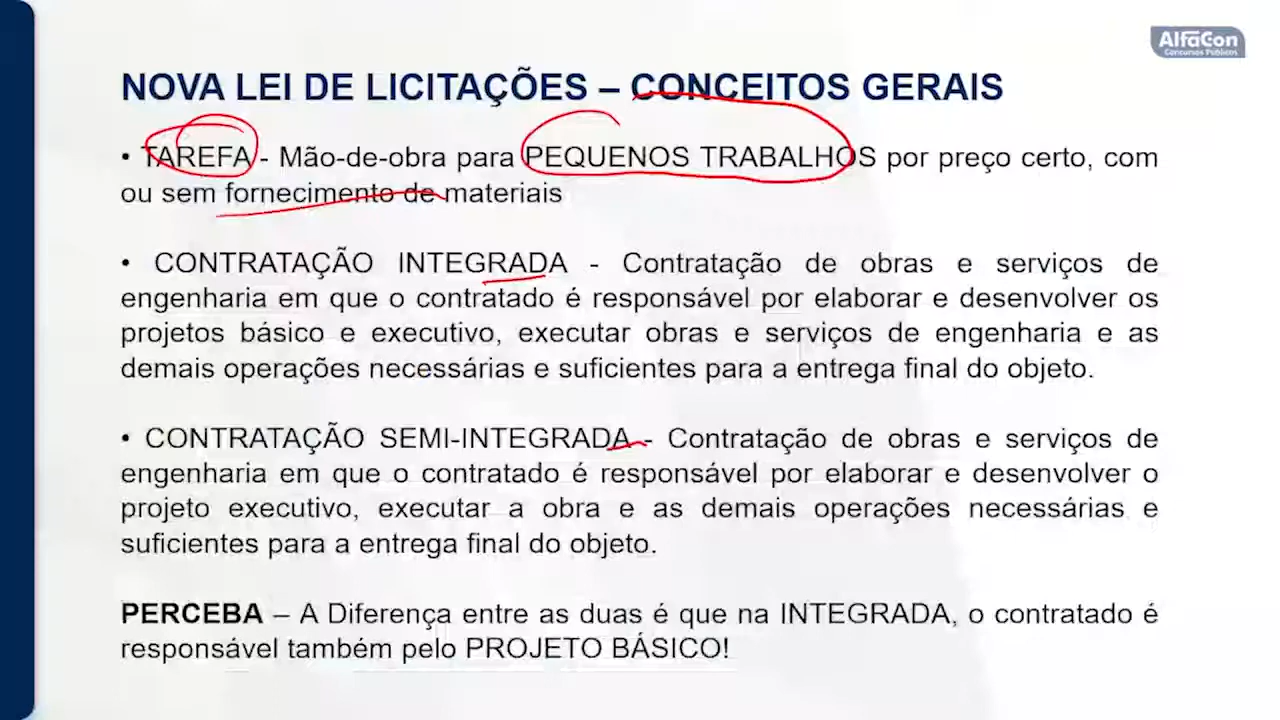 AlfaCon
Concursos Públicos
NOVA LEI DE LICITAÇÕES – CONCEITOS GERAIS
• TAREFA - Mão-de-obra para PEQUENOS TRABALHOS por preço certo, com
ou sem fornecimento de materiais
• CONTRATAÇÃO INTEGRADA - Contratação de obras e serviços de
engenharia em que o contratado é responsável por elaborar e desenvolver os
projetos básico e executivo, executar obras e serviços de engenharia e as
demais operações necessárias e suficientes para a entrega final do objeto.
• CONTRATAÇÃO SEMI-INTEGRADA - Contratação de obras e serviços de
engenharia em que o contratado é responsável por elaborar e desenvolver o
projeto executivo, executar a obra e as demais operações necessárias e
suficientes para a entrega final do objeto.
PERCEBA – A Diferença entre as duas é que na INTEGRADA, o contratado é
responsável também pelo PROJETO BÁSICO!